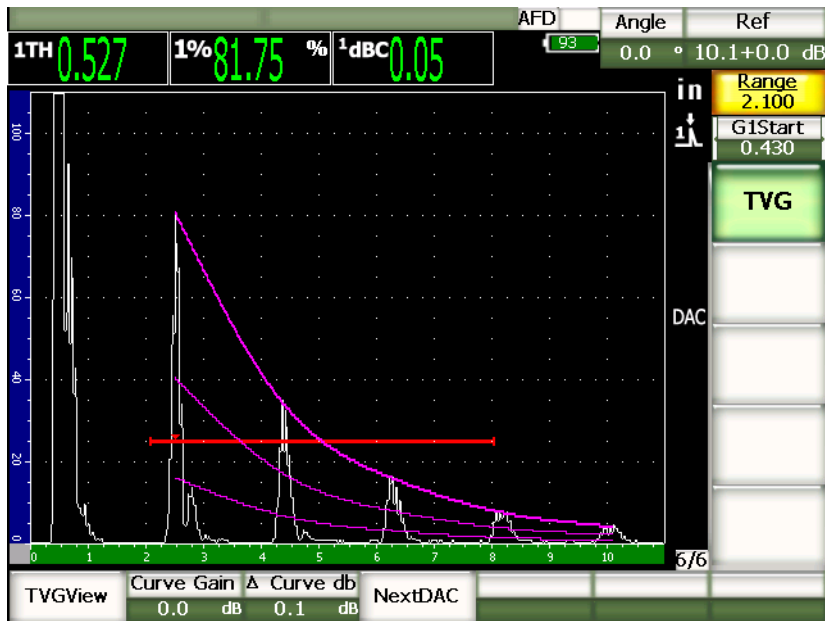 AFD
Angle
Ref
1TH 0.527
1% 81.75 %
1dBC 0.05
93
0.0 °
10.1+0.0 dB
in
Range
2.100
1
G1Start
0.430
TVG
DAC
100
80
60
40
20
0
0 1 2 3 4 5 6 7 8 9 10
6/6
TVGView
Curve Gain
0.0 dB
Δ Curve db
0.1 dB
NextDAC